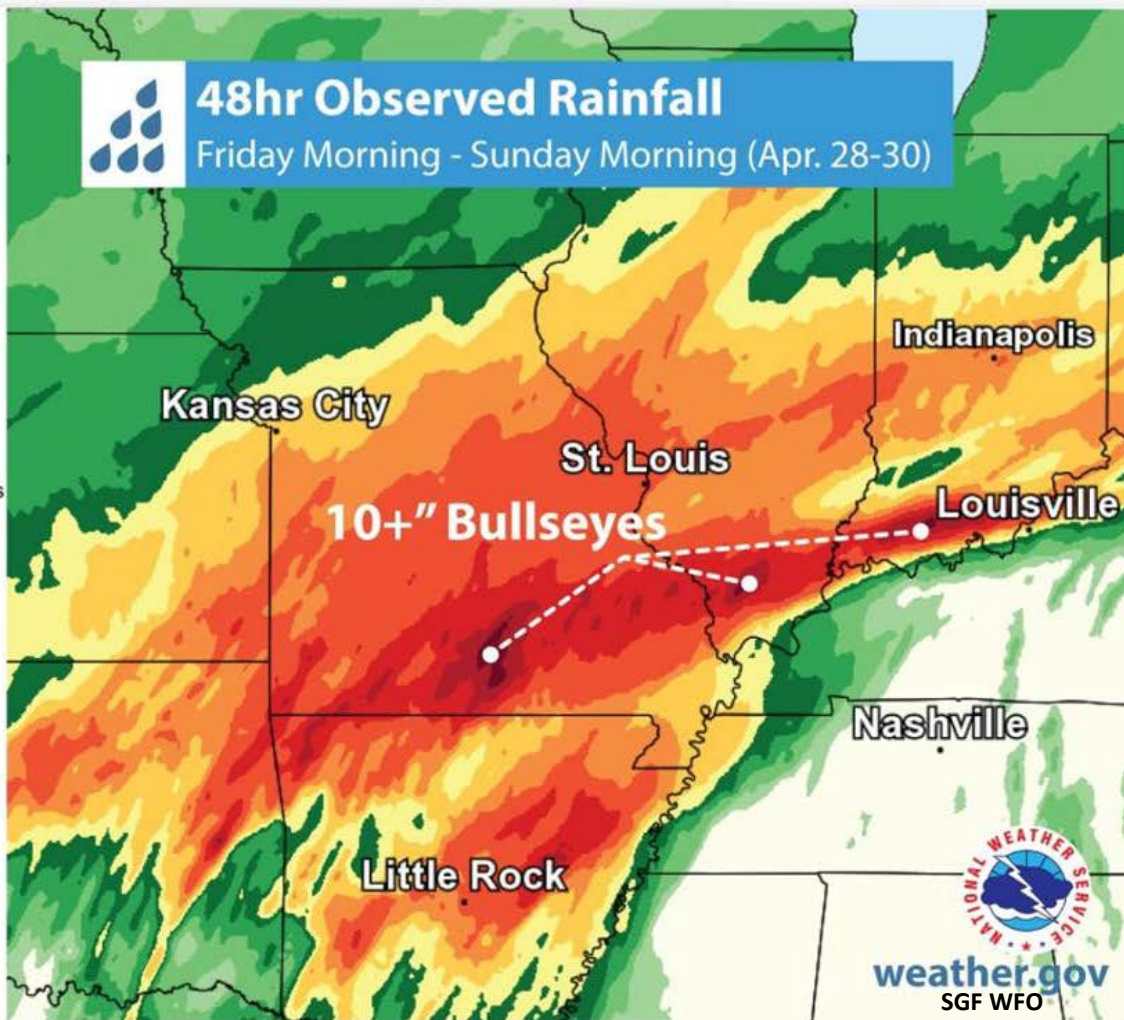 48hr Observed Rainfall
Friday Morning - Sunday Morning (Apr. 28-30)
Indianapolis
Kansas City
St. Louis
Louisville
10+" Bullseyes
Nashville
Little Rock
NATIONAL WEATHER SERVICE
weather.gov
SGF WFO